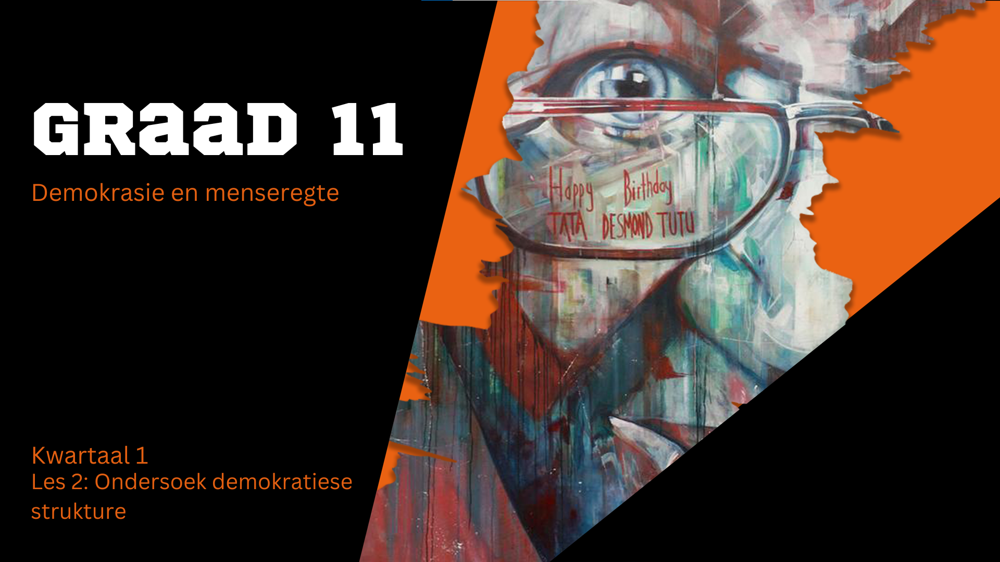 GRaaD 11
Demokrasie en menseregte
Happy Birthday
TATA DESMOND TUTU
Kwartaal 1
Les 2: Ondersoek demokratiese
strukture